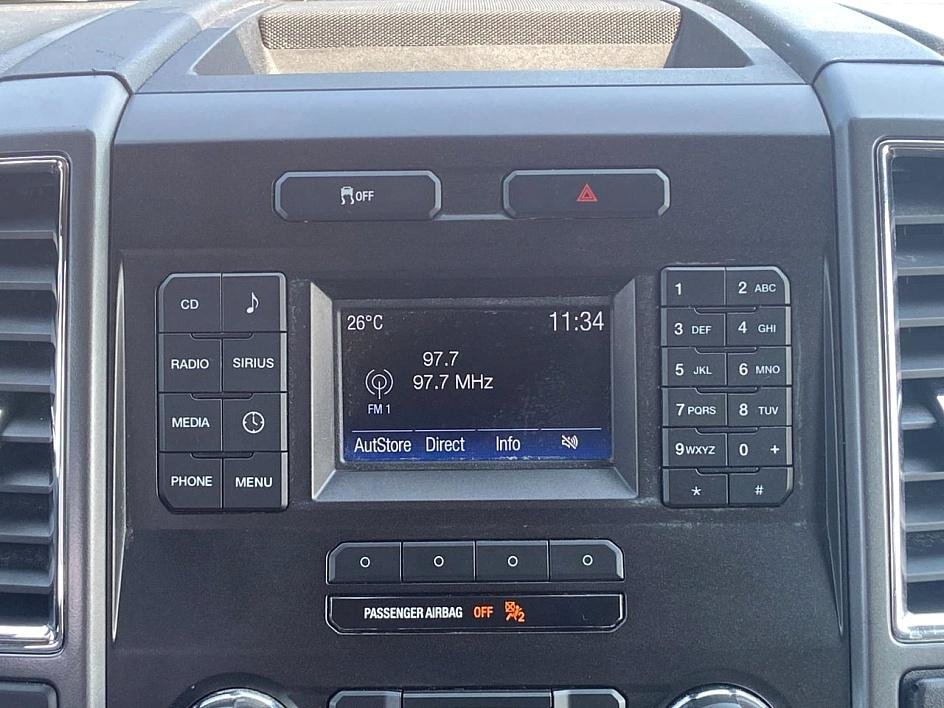 OFF
CD
RADIO
SIRIUS
MEDIA
PHONE
MENU
26°C
11:34
97.7
97.7 MHz
FM 1
AutoStore Direct Info
1
2 ABC
3 DEF
4 GHI
5 JKL
6 MNO
7 PQRS
8 TUV
9 WXYZ
0 +
*
#
PASSENGER AIRBAG OFF 2